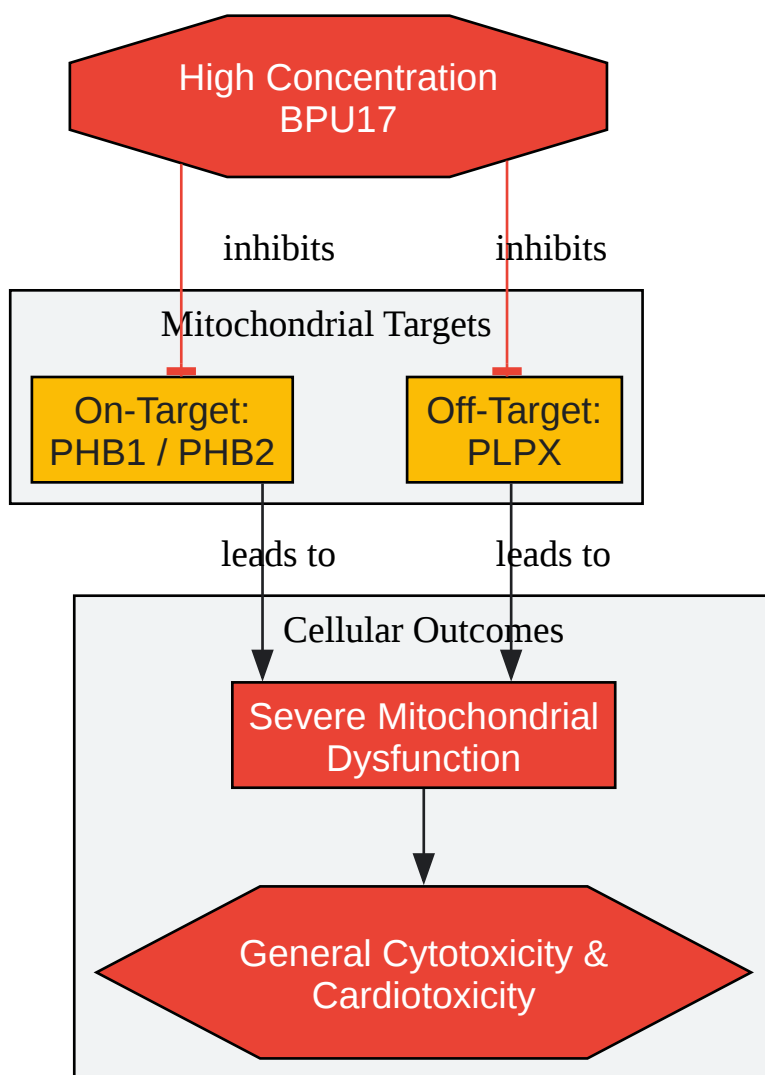 High Concentration
BPU17
inhibits
inhibits
Mitochondrial Targets
On-Target:
PHB1 / PHB2
Off-Target:
PLPX
leads to
leads to
Cellular Outcomes
Severe Mitochondrial
Dysfunction
General Cytotoxicity &
Cardiotoxicity